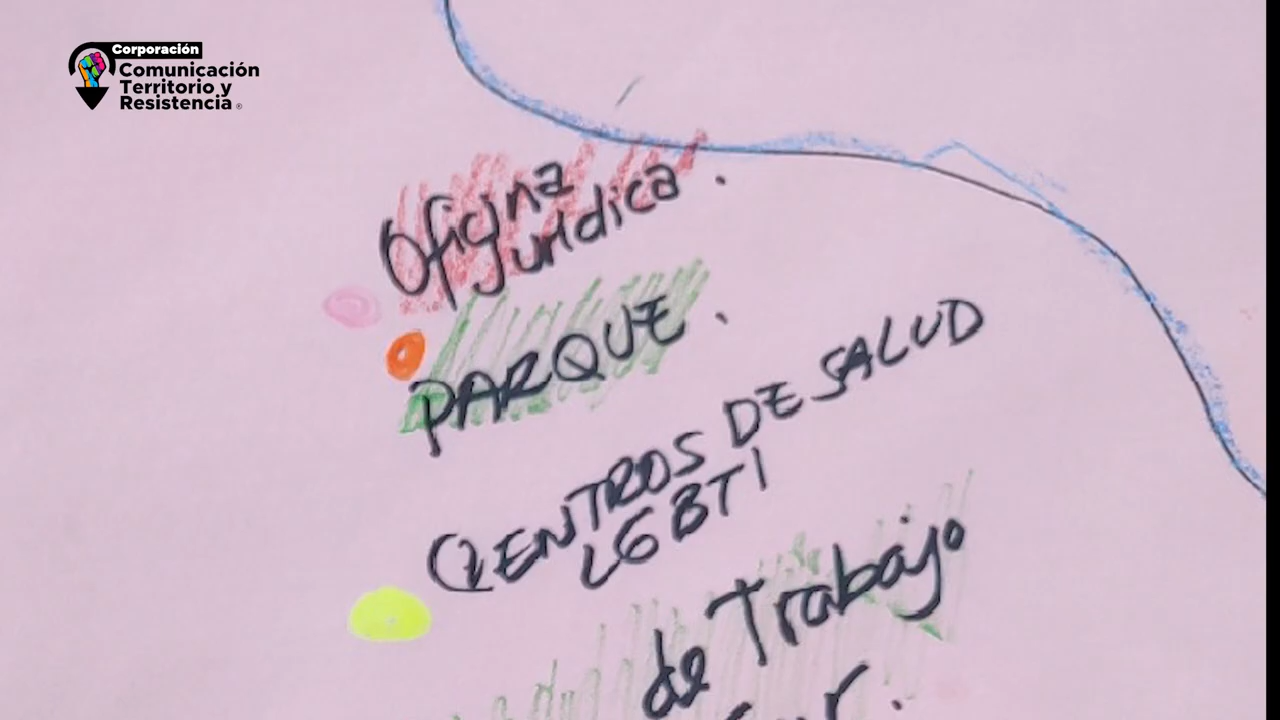 Corporación
Comunicación
Territorio y
Resistencia ®
Oficina
Jurídica.
PARQUE.
CENTROS DE SALUD
LGBTI
de Trabajo